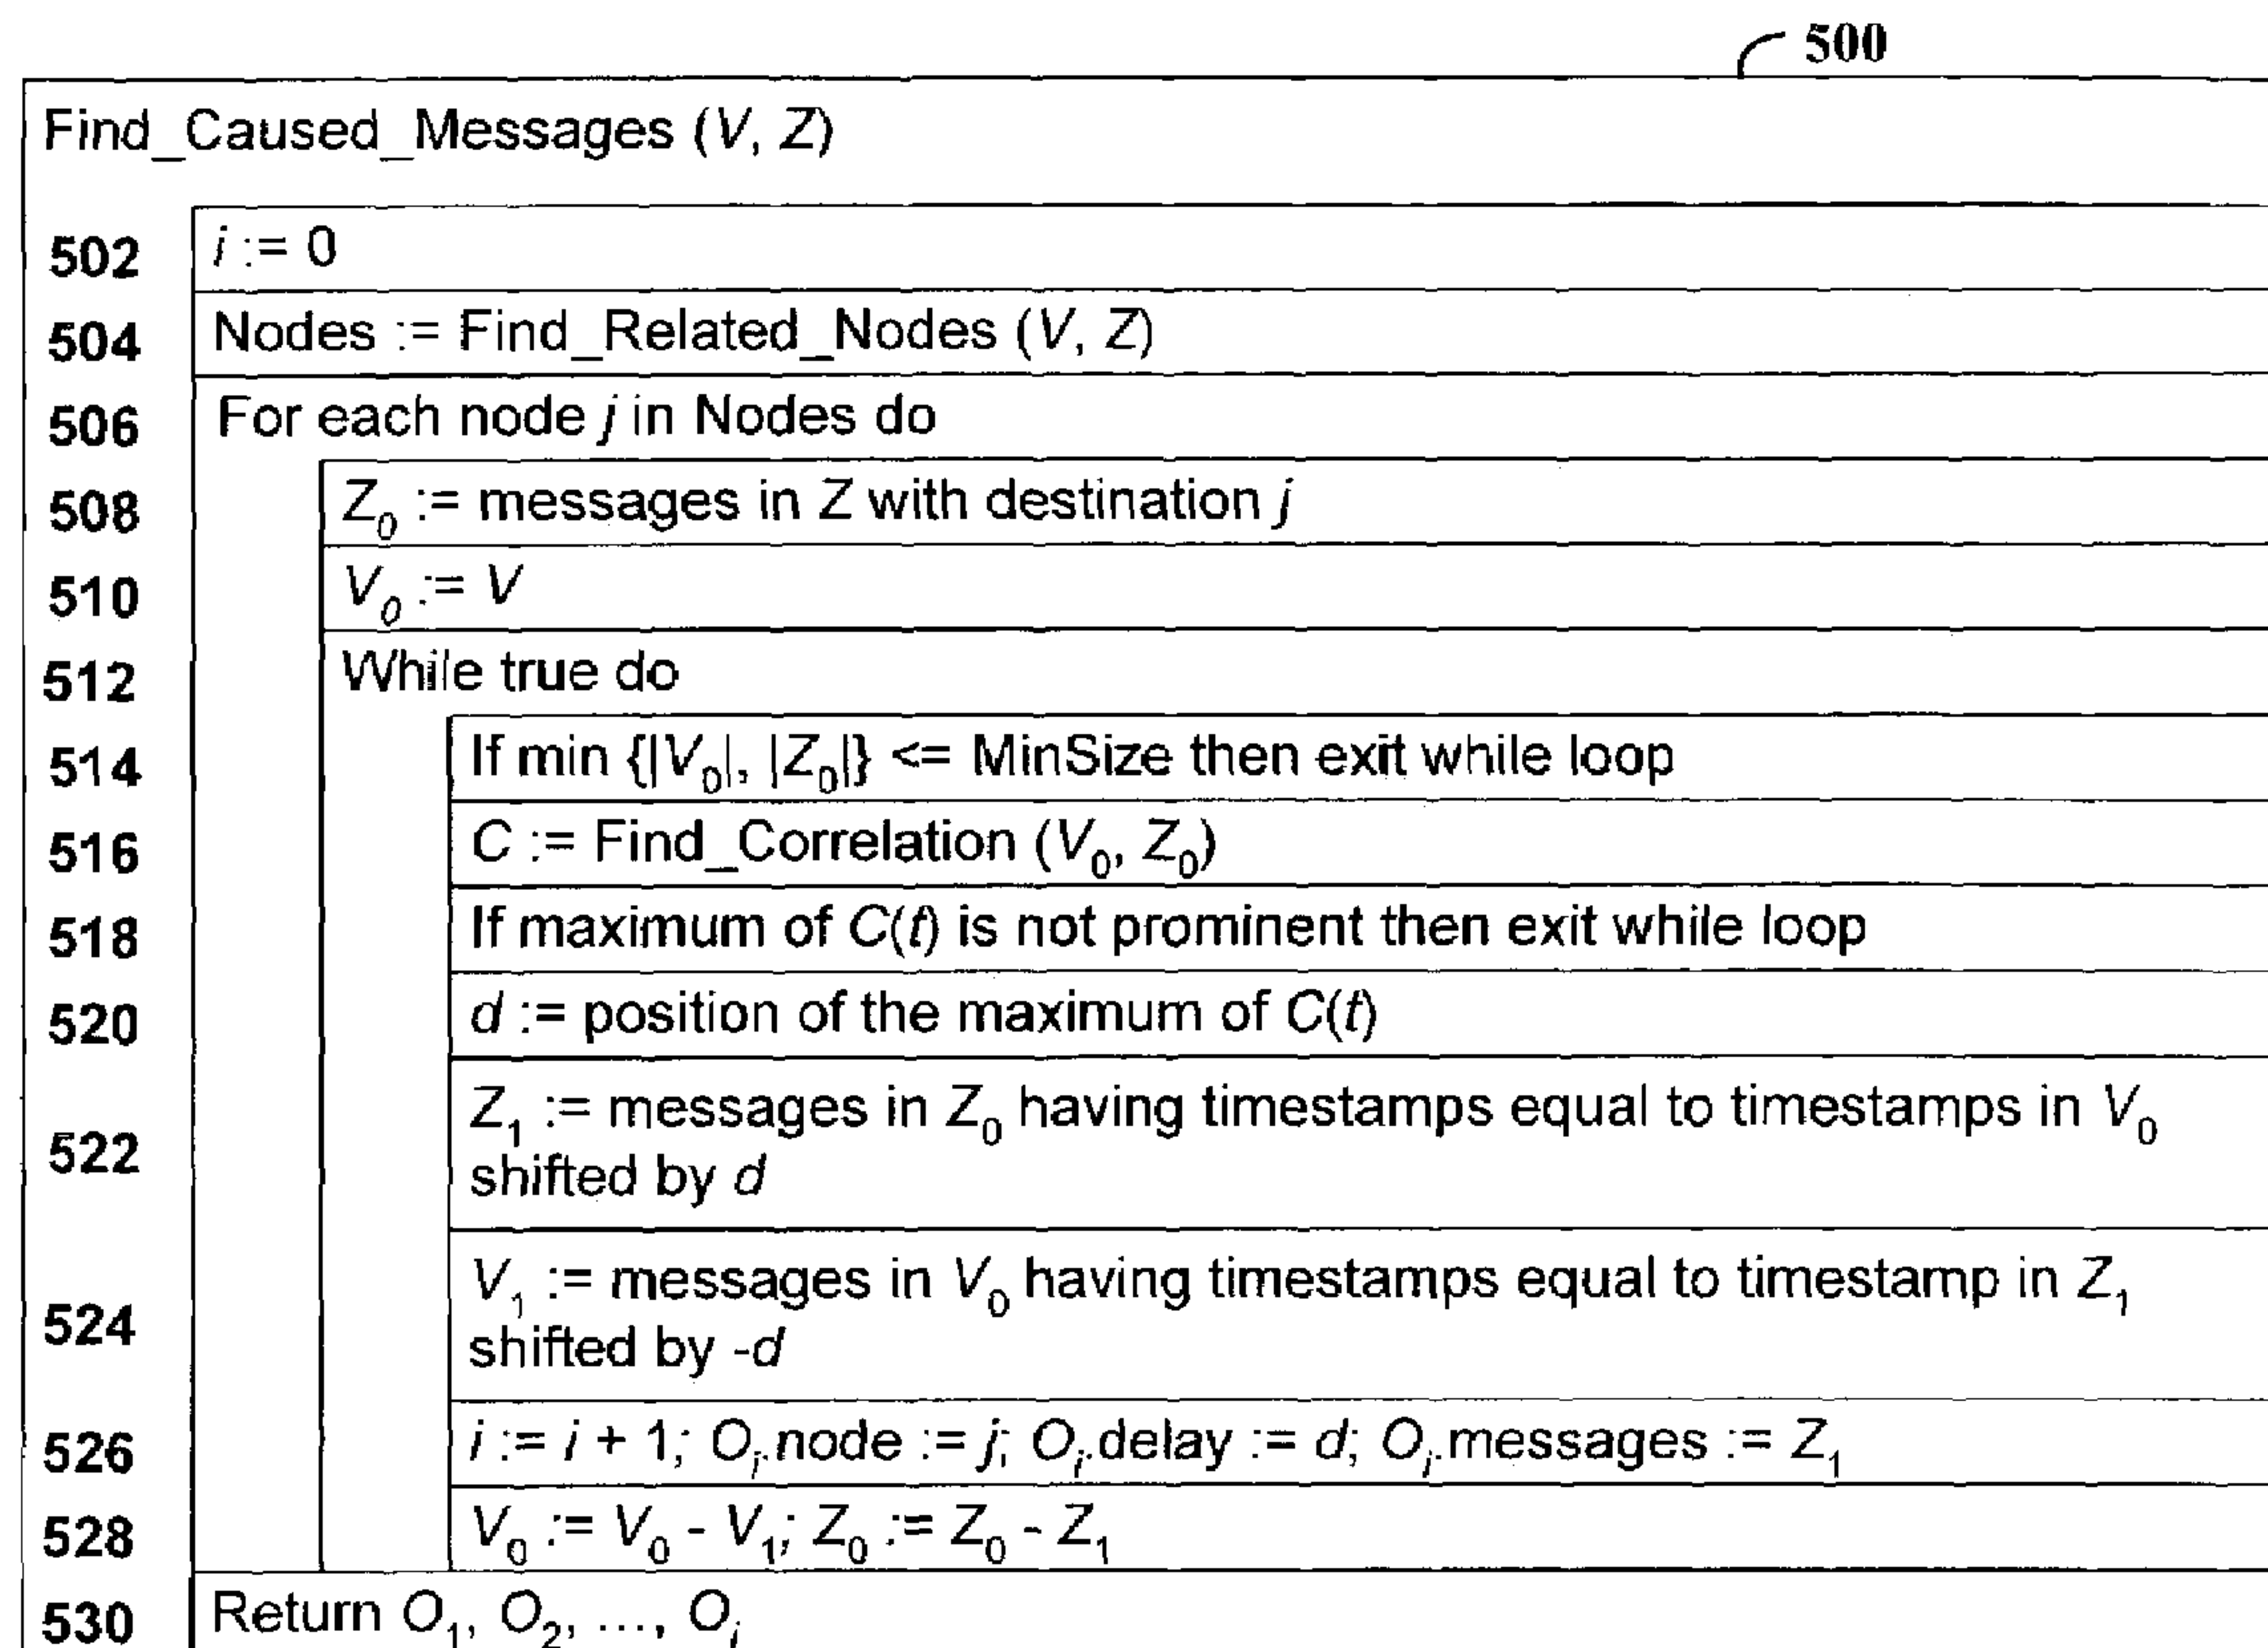 500
Find_Caused_Messages (V, Z)
502 i := 0
504 Nodes := Find_Related_Nodes (V, Z)
506 For each node j in Nodes do
508 Z₀ := messages in Z with destination j
510 V₀ := V
512 While true do
514 If min {|V₀|, |Z₀|} <= MinSize then exit while loop
516 C := Find_Correlation (V₀, Z₀)
518 If maximum of C(t) is not prominent then exit while loop
520 d := position of the maximum of C(t)
522 Z₁ := messages in Z₀ having timestamps equal to timestamps in V₀
shifted by d
524 V₁ := messages in V₀ having timestamps equal to timestamp in Z₁
shifted by -d
526 i := i + 1; Oᵢ.node := j; Oᵢ.delay := d; Oᵢ.messages := Z₁
528 V₀ := V₀ - V₁; Z₀ := Z₀ - Z₁
530 Return O₁, O₂, ..., Oᵢ